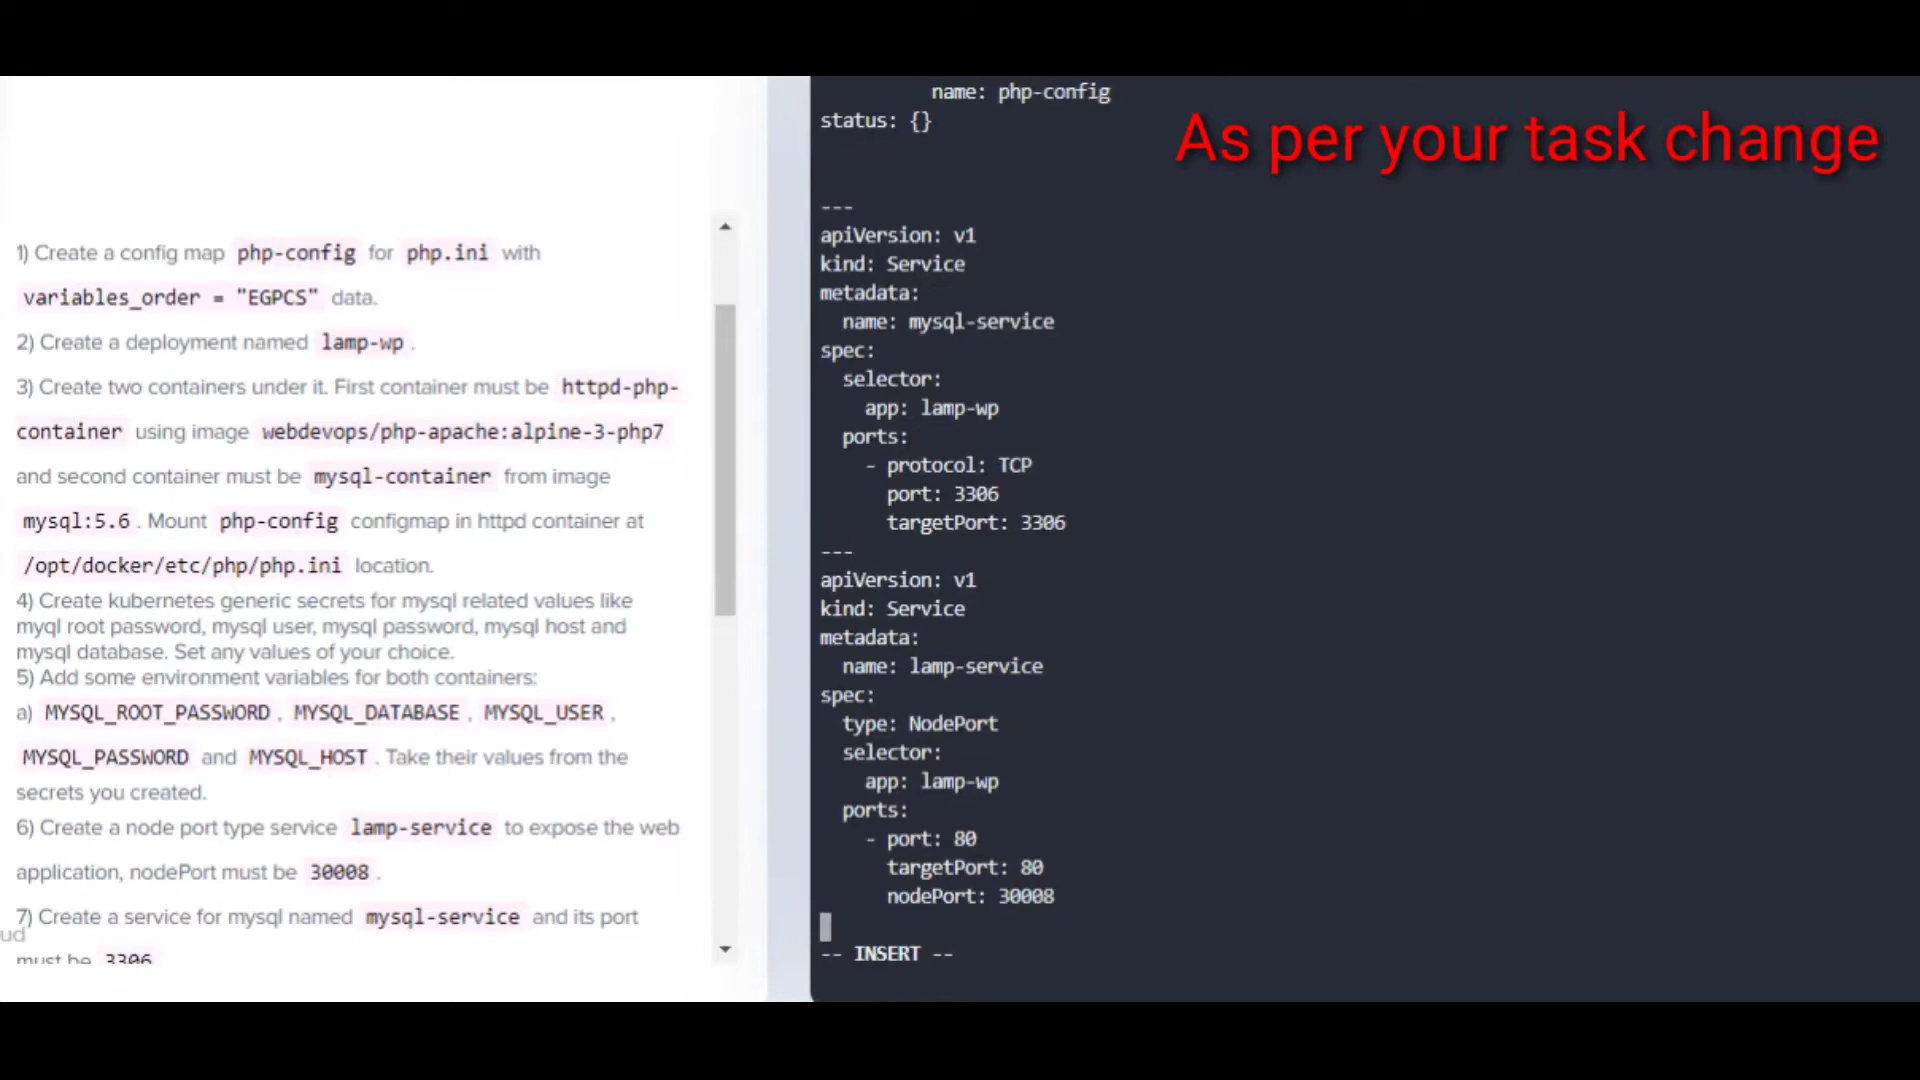 1) Create a config map php-config for php.ini with
variables_order = "EGPCS" data.
2) Create a deployment named lamp-wp .
3) Create two containers under it. First container must be httpd-php-
container using image webdevops/php-apache:alpine-3-php7
and second container must be mysql-container from image
mysql:5.6 . Mount php-config configmap in httpd container at
/opt/docker/etc/php/php.ini location.
4) Create kubernetes generic secrets for mysql related values like
myql root password, mysql user, mysql password, mysql host and
mysql database. Set any values of your choice.
5) Add some environment variables for both containers:
a) MYSQL_ROOT_PASSWORD , MYSQL_DATABASE , MYSQL_USER ,
MYSQL_PASSWORD and MYSQL_HOST . Take their values from the
secrets you created.
6) Create a node port type service lamp-service to expose the web
application, nodePort must be 30008 .
7) Create a service for mysql named mysql-service and its port
ud
must be 3306
name: php-config
status: {}
As per your task change
---
apiVersion: v1
kind: Service
metadata:
  name: mysql-service
spec:
  selector:
    app: lamp-wp
  ports:
    - protocol: TCP
      port: 3306
      targetPort: 3306
---
apiVersion: v1
kind: Service
metadata:
  name: lamp-service
spec:
  type: NodePort
  selector:
    app: lamp-wp
  ports:
    - port: 80
      targetPort: 80
      nodePort: 30008
-- INSERT --